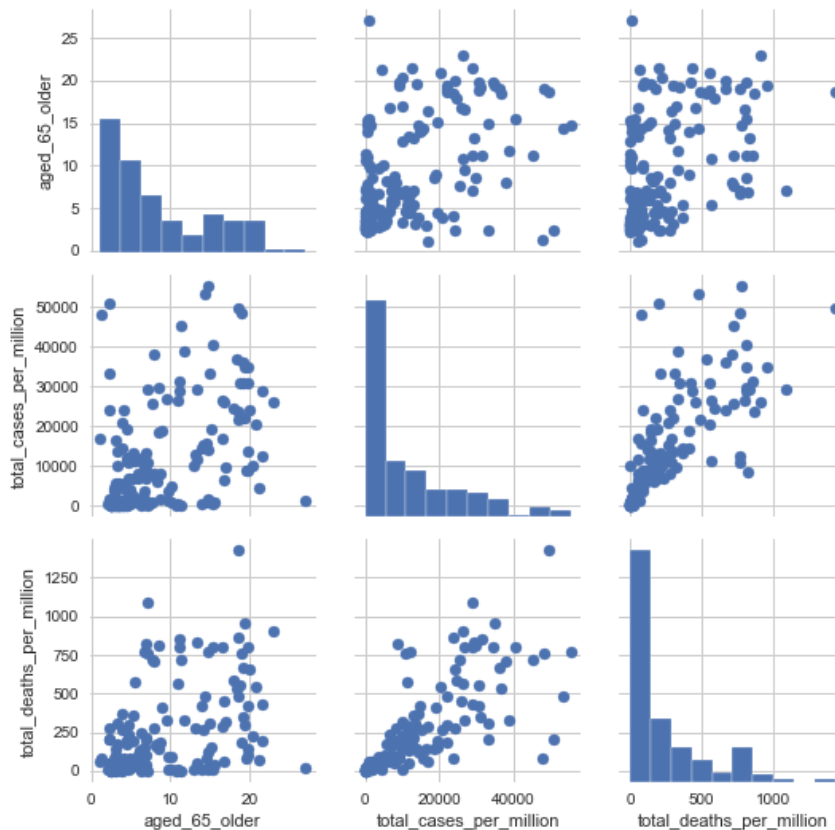 25
20
15
10
5
0
aged_65_older
50000
40000
30000
20000
10000
0
total_cases_per_million
1250
1000
750
500
250
0
total_deaths_per_million
0 10 20
aged_65_older
0 20000 40000
total_cases_per_million
0 500 1000
total_deaths_per_million